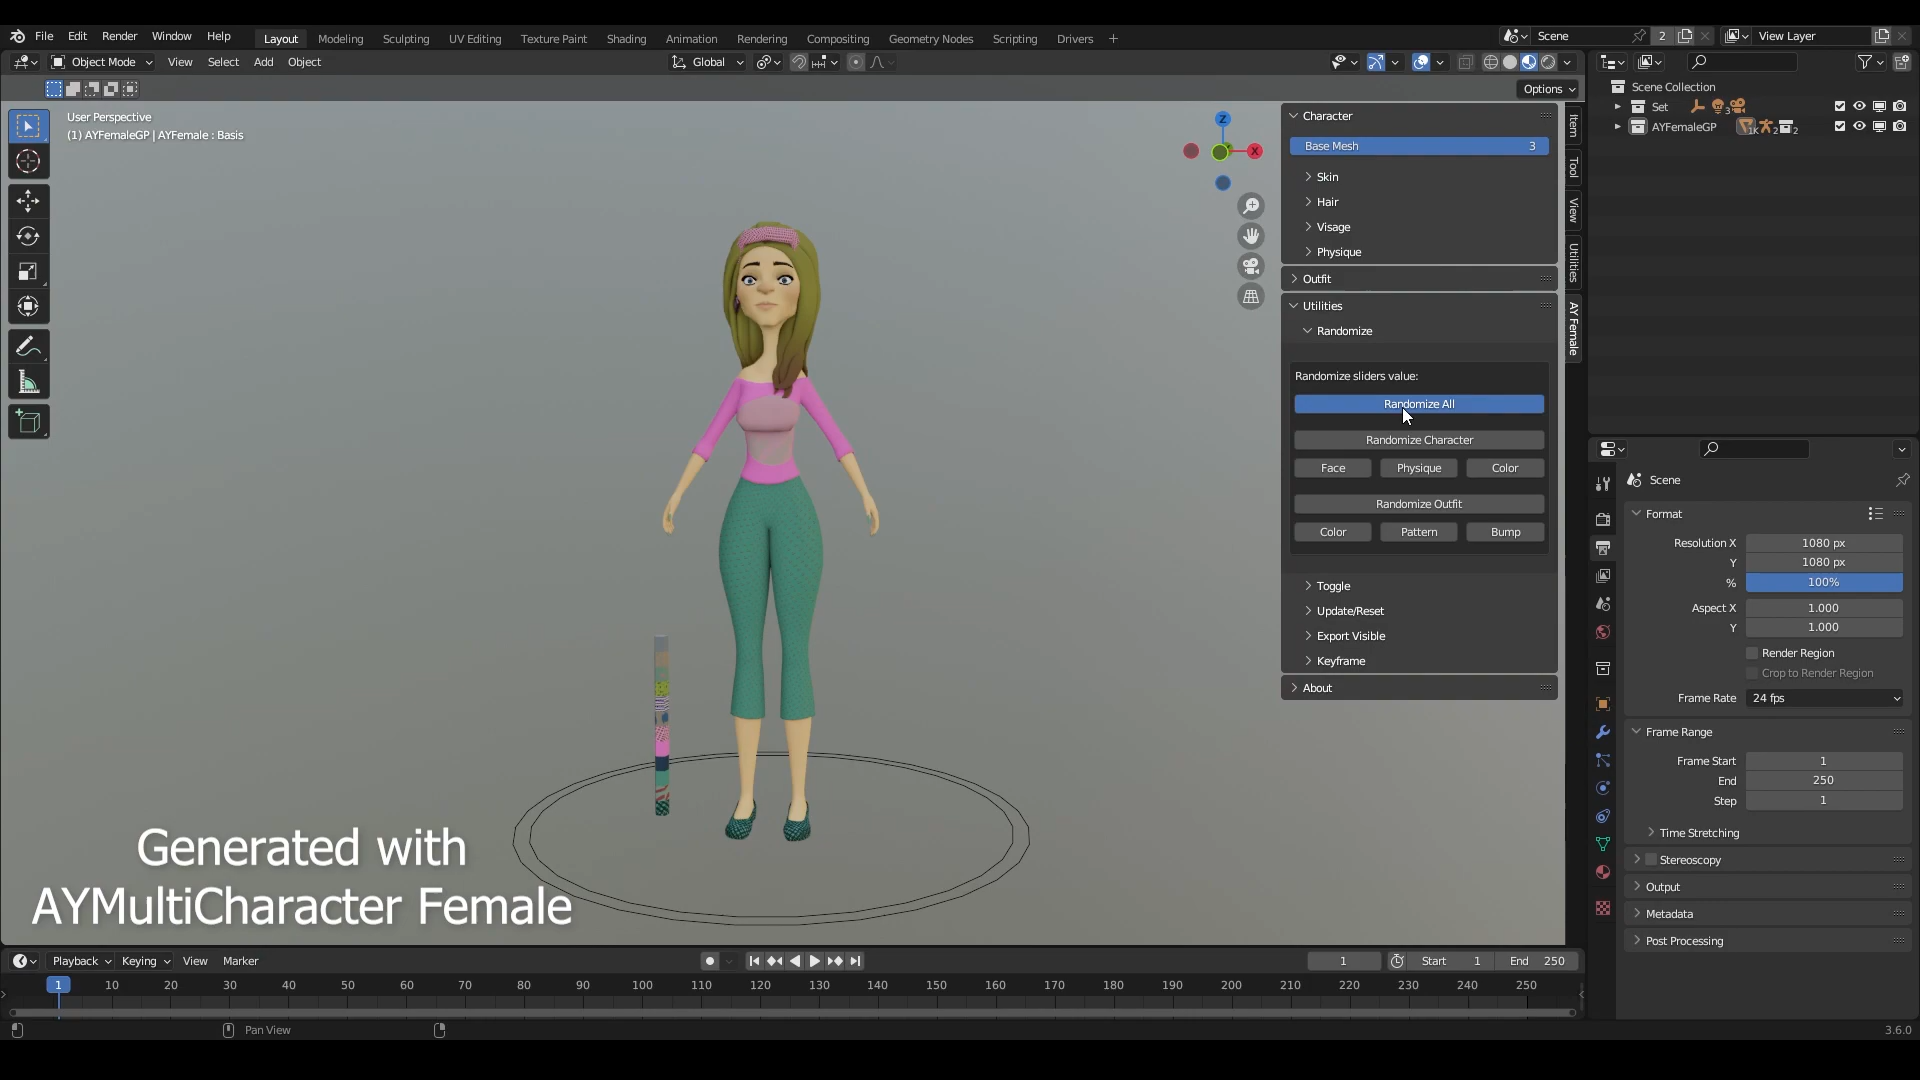 File Edit Render Window Help Layout Modeling Sculpting UV Editing Texture Paint Shading Animation Rendering Compositing Geometry Nodes Scripting Drivers + Scene 2 View Layer
Object Mode View Select Add Object Global
Options
User Perspective
(1) AYFemaleGP | AYFemale : Basis
Z
X
Character
Base Mesh 3
Skin
Hair
Visage
Physique
Outfit
Utilities
Randomize
Randomize sliders value:
Randomize All
Randomize Character
Face Physique Color
Randomize Outfit
Color Pattern Bump
Toggle
Update/Reset
Export Visible
Keyframe
About
Item
Tool
View
Utilities
AY Female
Scene Collection
Set 3
AYFemaleGP 1K 2 2
Scene
Format
Resolution X 1080 px
Y 1080 px
% 100%
Aspect X 1.000
Y 1.000
Render Region
Crop to Render Region
Frame Rate 24 fps
Frame Range
Frame Start 1
End 250
Step 1
Time Stretching
Stereoscopy
Output
Metadata
Post Processing
Generated with
AYMultiCharacter Female
Playback Keying View Marker 1 Start 1 End 250
1 10 20 30 40 50 60 70 80 90 100 110 120 130 140 150 160 170 180 190 200 210 220 230 240 250
Pan View 3.6.0